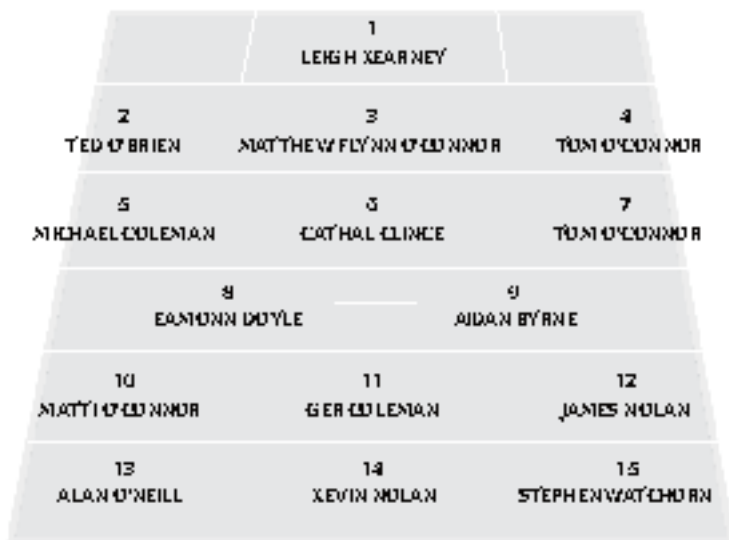 1
LEIGH KEARNEY
2 3 4
TED O'BRIEN MATTHEW FLYNN O'CONNOR TOM O'CONNOR
5 6 7
MICHAEL COLEMAN CATHAL CLINCE TOM O'CONNOR
8 9
EAMONN DOYLE AIDAN BYRNE
10 11 12
MATTI O'CONNOR GER COLEMAN JAMES NOLAN
13 14 15
ALAN O'NEILL KEVIN NOLAN STEPHEN WATCHORN